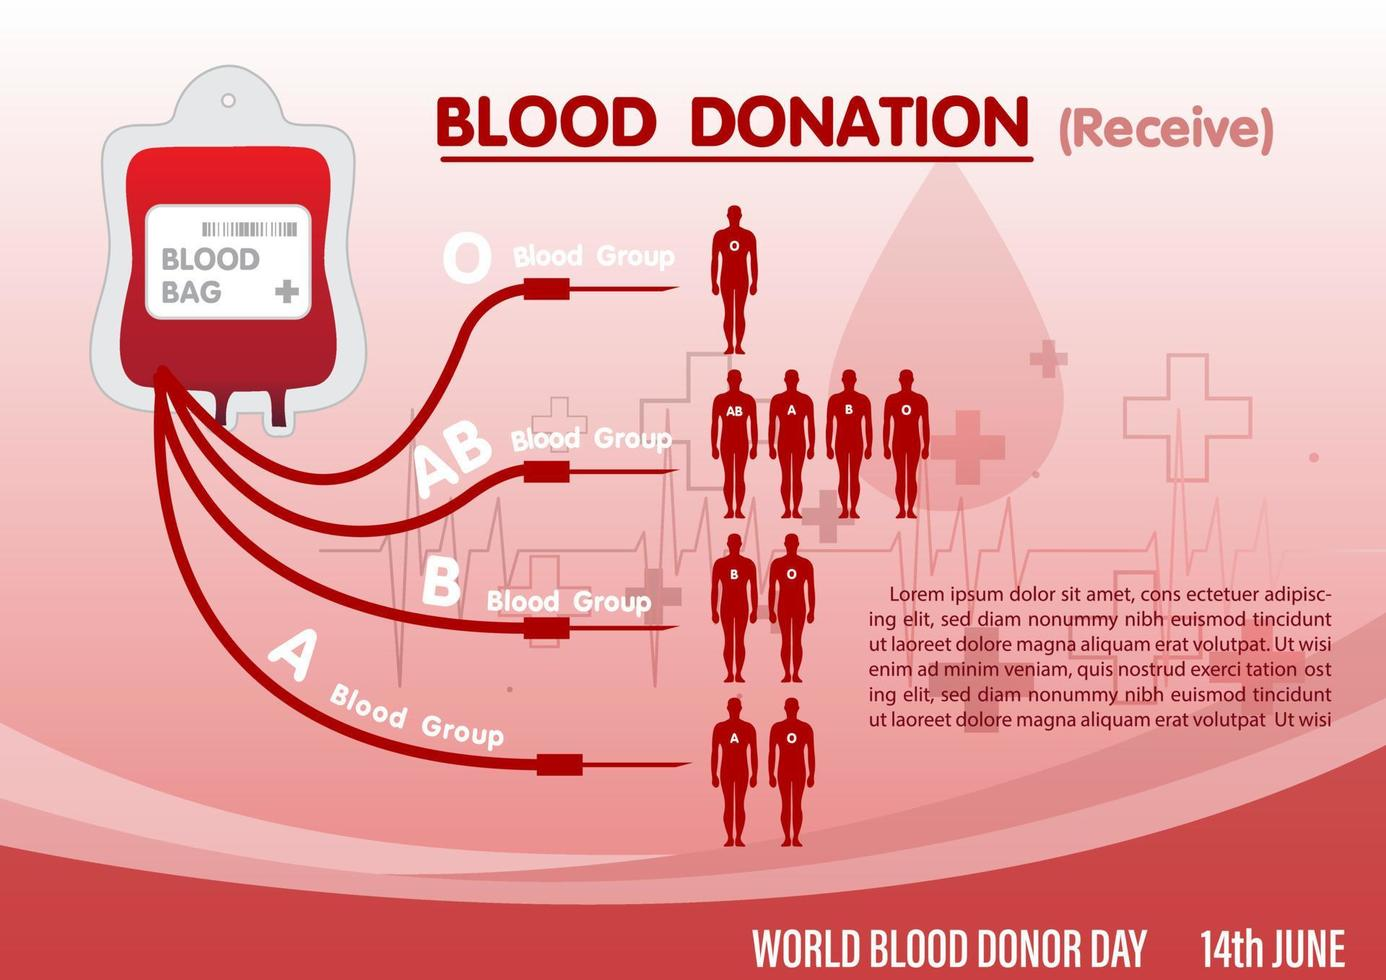 BLOOD DONATION (Receive)
BLOOD
BAG
O Blood Group
O
AB Blood Group
AB A B O
B Blood Group
B O
A Blood Group
A O
Lorem ipsum dolor sit amet, cons ectetuer adipisc-
ing elit, sed diam nonummy nibh euismod tincidunt
ut laoreet dolore magna aliquam erat volutpat. Ut wisi
enim ad minim veniam, quis nostrud exerci tation ost
ing elit, sed diam nonummy nibh euismod tincidunt
ut laoreet dolore magna aliquam erat volutpat Ut wisi
WORLD BLOOD DONOR DAY 14th JUNE